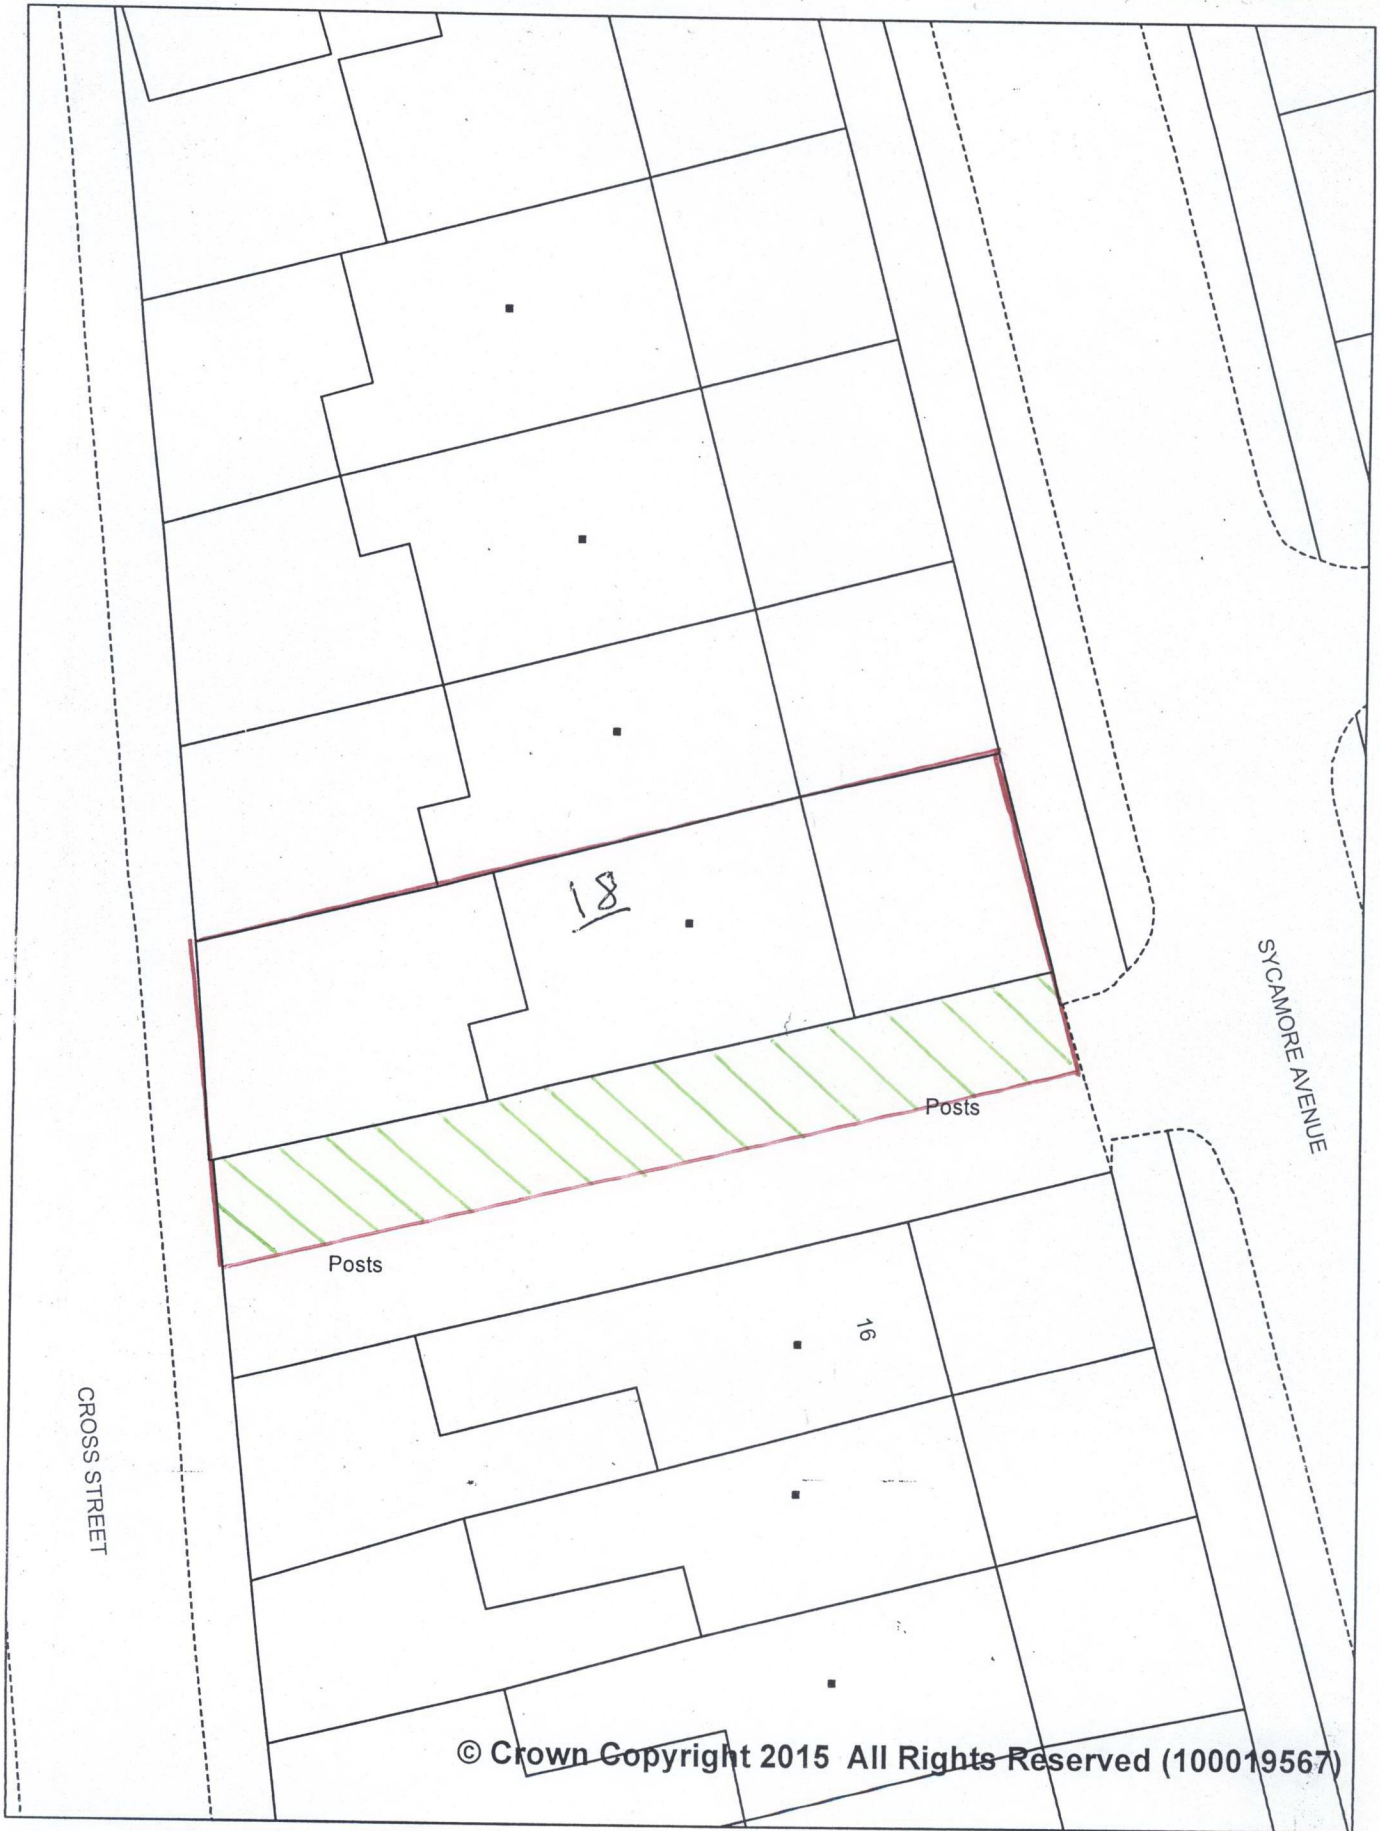 18
SYCAMORE AVENUE
Posts
Posts
16
CROSS STREET
© Crown Copyright 2015 All Rights Reserved (100019567)